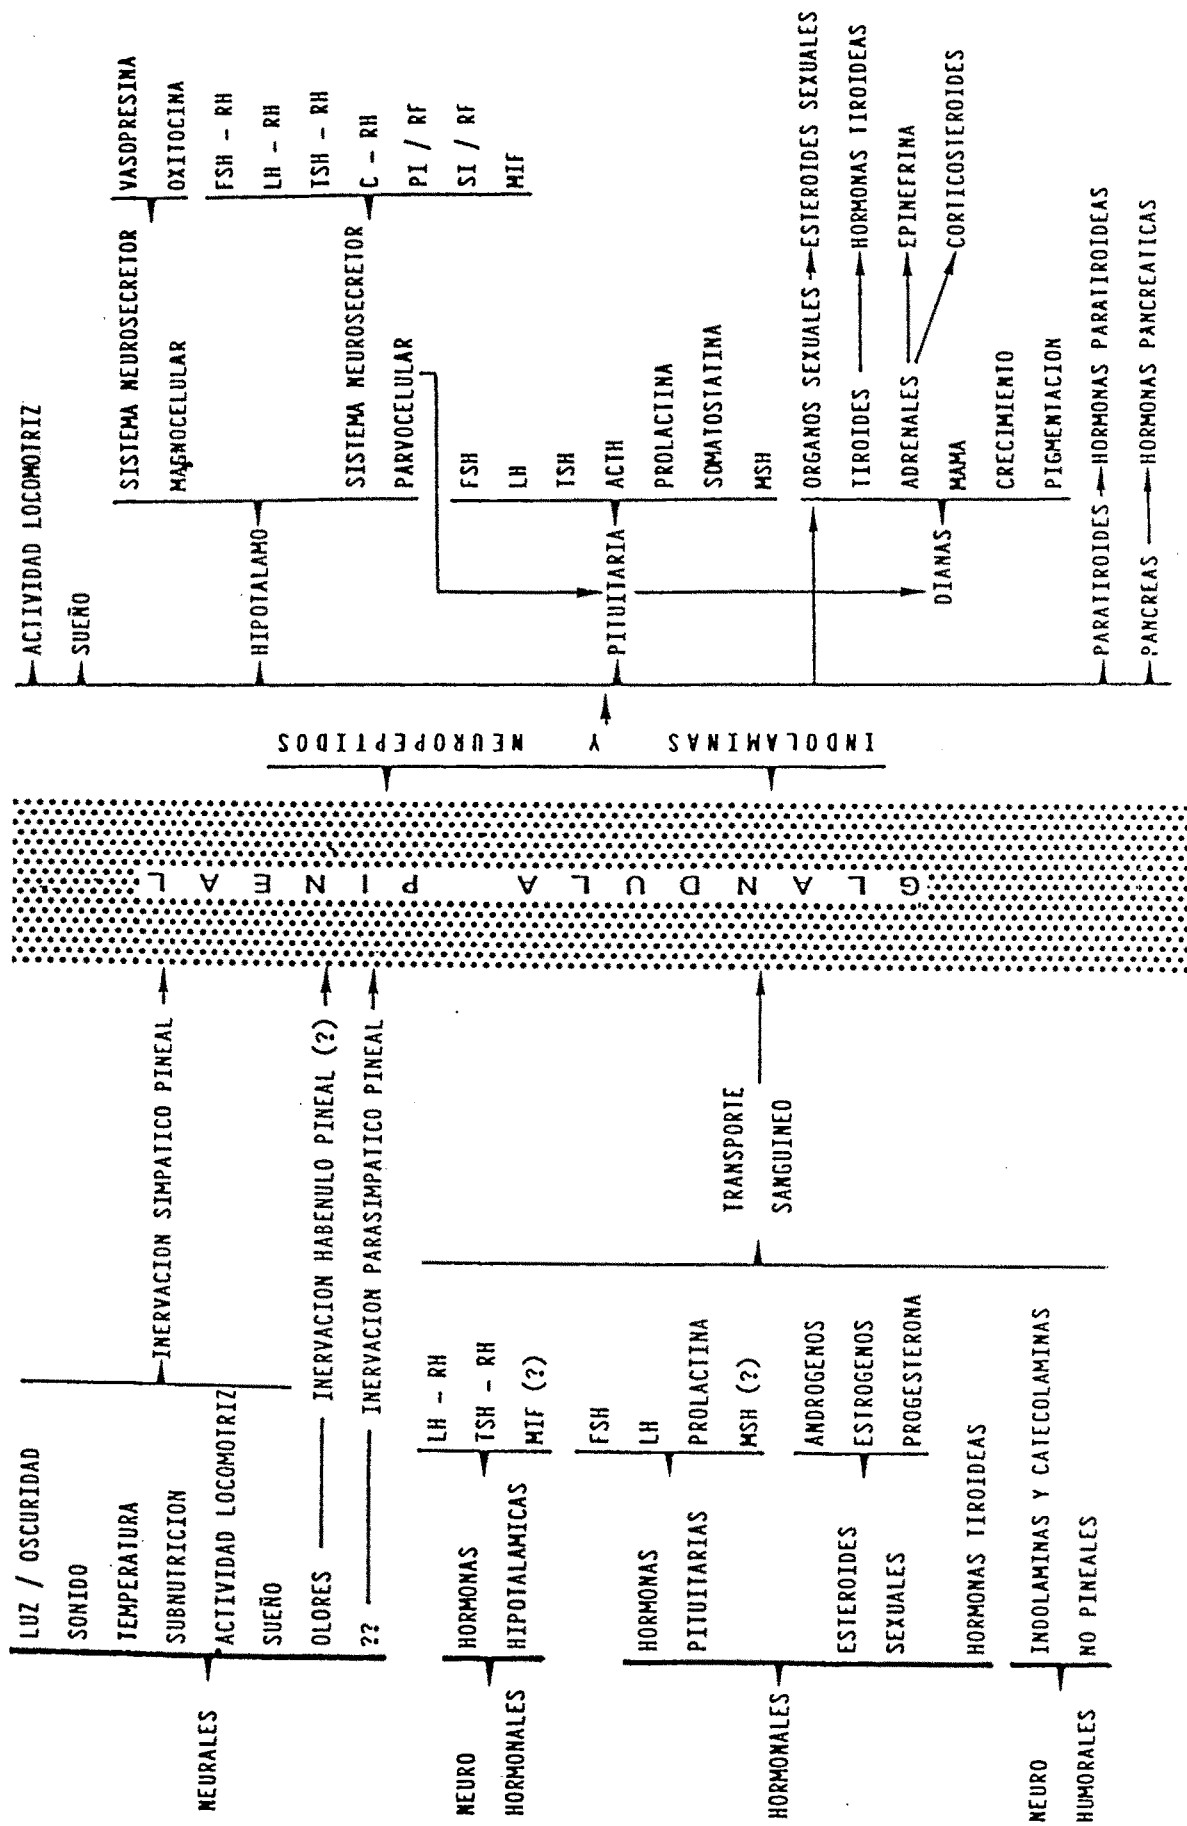 NEURALES
LUZ / OSCURIDAD
SONIDO
TEMPERATURA
SUBNUTRICION
ACTIVIDAD LOCOMOTRIZ
SUEÑO
OLORES
??
INERVACION SIMPATICO PINEAL
INERVACION HABENULO PINEAL (?)
INERVACION PARASIMPATICO PINEAL
NEURO
HORMONALES
HORMONAS
HIPOTALAMICAS
LH - RH
TSH - RH
MIF (?)
HORMONALES
HORMONAS
PITUITARIAS
FSH
LH
PROLACTINA
MSH (?)
ESTEROIDES
SEXUALES
ANDROGENOS
ESTROGENOS
PROGESTERONA
HORMONAS TIROIDEAS
NEURO
HUMORALES
INDOLAMINAS Y CATECOLAMINAS
NO PINEALES
TRANSPORTE
SANGUINEO
GLANDULA PINEAL
INDOLAMINAS Y NEUROPEPTIDOS
ACTIVIDAD LOCOMOTRIZ
SUEÑO
HIPOTALAMO
SISTEMA NEUROSECRETOR
MAGNOCELULAR
VASOPRESINA
OXITOCINA
SISTEMA NEUROSECRETOR
PARVOCELULAR
FSH - RH
LH - RH
TSH - RH
C - RH
PI / RF
SI / RF
MIF
PITUITARIA
FSH
LH
TSH
ACTH
PROLACTINA
SOMATOSTATINA
MSH
DIANAS
ORGANOS SEXUALES
ESTEROIDES SEXUALES
TIROIDES
HORMONAS TIROIDEAS
ADRENALES
EPINEFRINA
CORTICOSTEROIDES
MAMA
CRECIMIENTO
PIGMENTACION
PARATIROIDES
HORMONAS PARATIROIDEAS
PANCREAS
HORMONAS PANCREATICAS